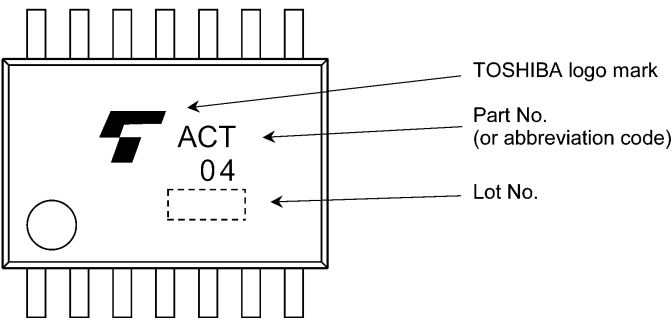 TOSHIBA logo mark
ACT
04
Part No.
(or abbreviation code)
Lot No.